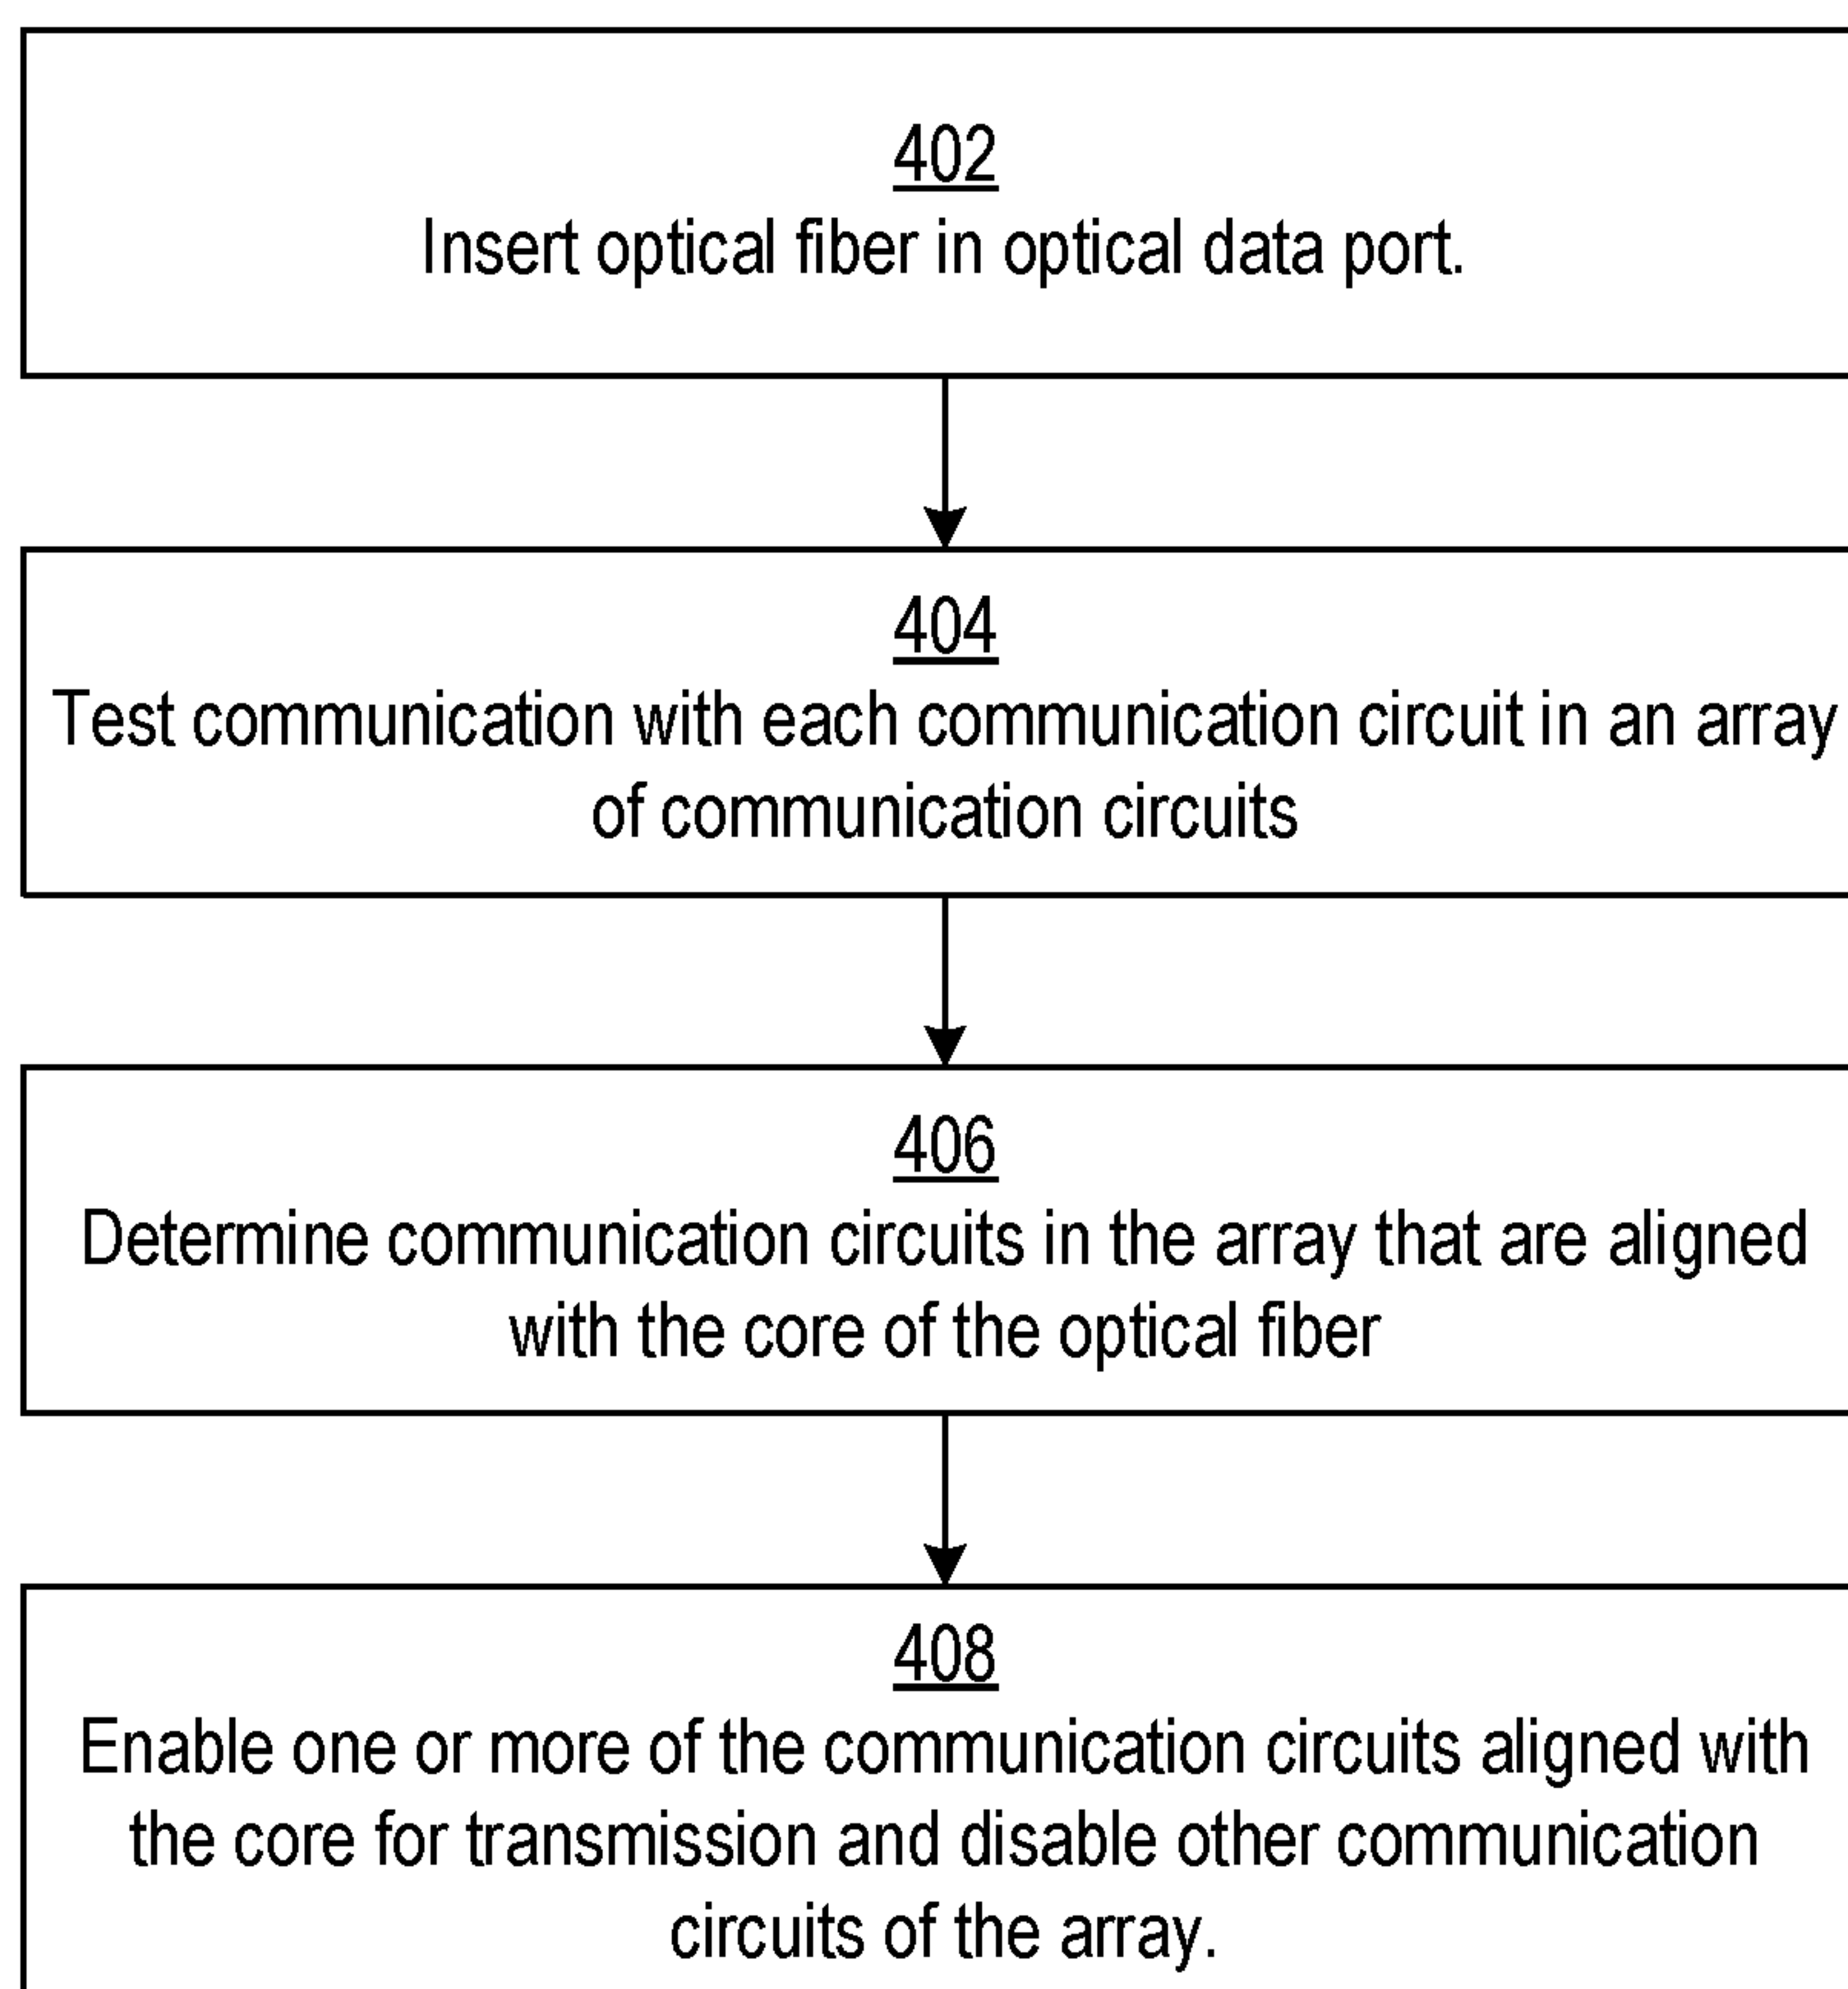 402
Insert optical fiber in optical data port.
404
Test communication with each communication circuit in an array
of communication circuits
406
Determine communication circuits in the array that are aligned
with the core of the optical fiber
408
Enable one or more of the communication circuits aligned with
the core for transmission and disable other communication
circuits of the array.